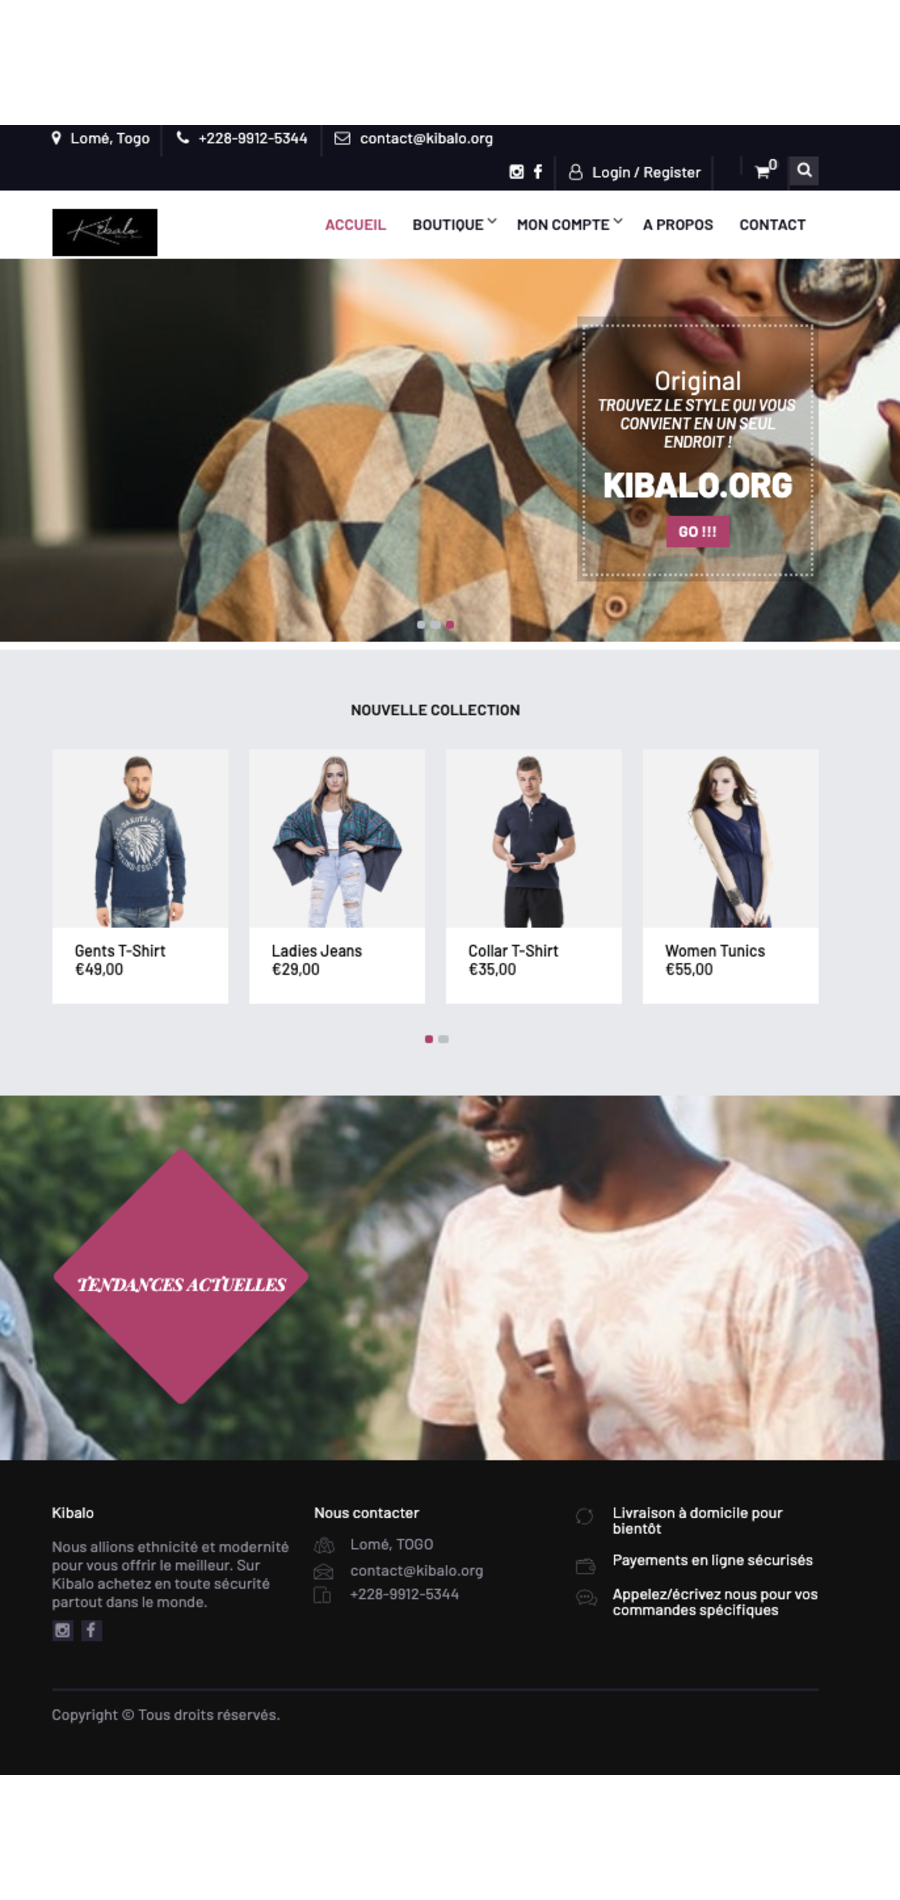 Lomé, Togo
+228-9912-5344
contact@kibalo.org
Login / Register
0
Kibalo
ACCUEIL
BOUTIQUE
MON COMPTE
A PROPOS
CONTACT
Original
TROUVEZ LE STYLE QUI VOUS
CONVIENT EN UN SEUL
ENDROIT !
KIBALO.ORG
GO !!!
NOUVELLE COLLECTION
Gents T-Shirt
€49,00
Ladies Jeans
€29,00
Collar T-Shirt
€35,00
Women Tunics
€55,00
TENDANCES ACTUELLES
Kibalo
Nous allions ethnicité et modernité
pour vous offrir le meilleur. Sur
Kibalo achetez en toute sécurité
partout dans le monde.
Nous contacter
Lomé, TOGO
contact@kibalo.org
+228-9912-5344
Livraison à domicile pour
bientôt
Payements en ligne sécurisés
Appelez/écrivez nous pour vos
commandes spécifiques
Copyright © Tous droits réservés.